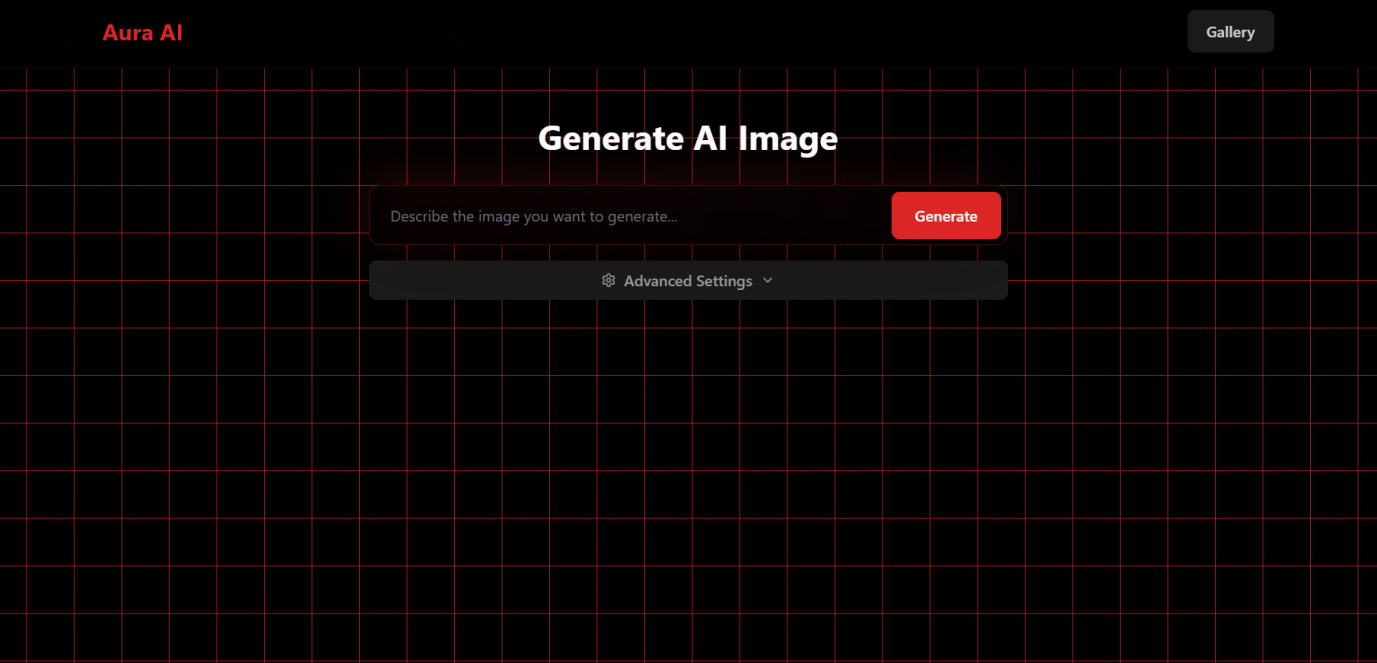 Aura AI
Gallery
Generate AI Image
Describe the image you want to generate...
Generate
Advanced Settings